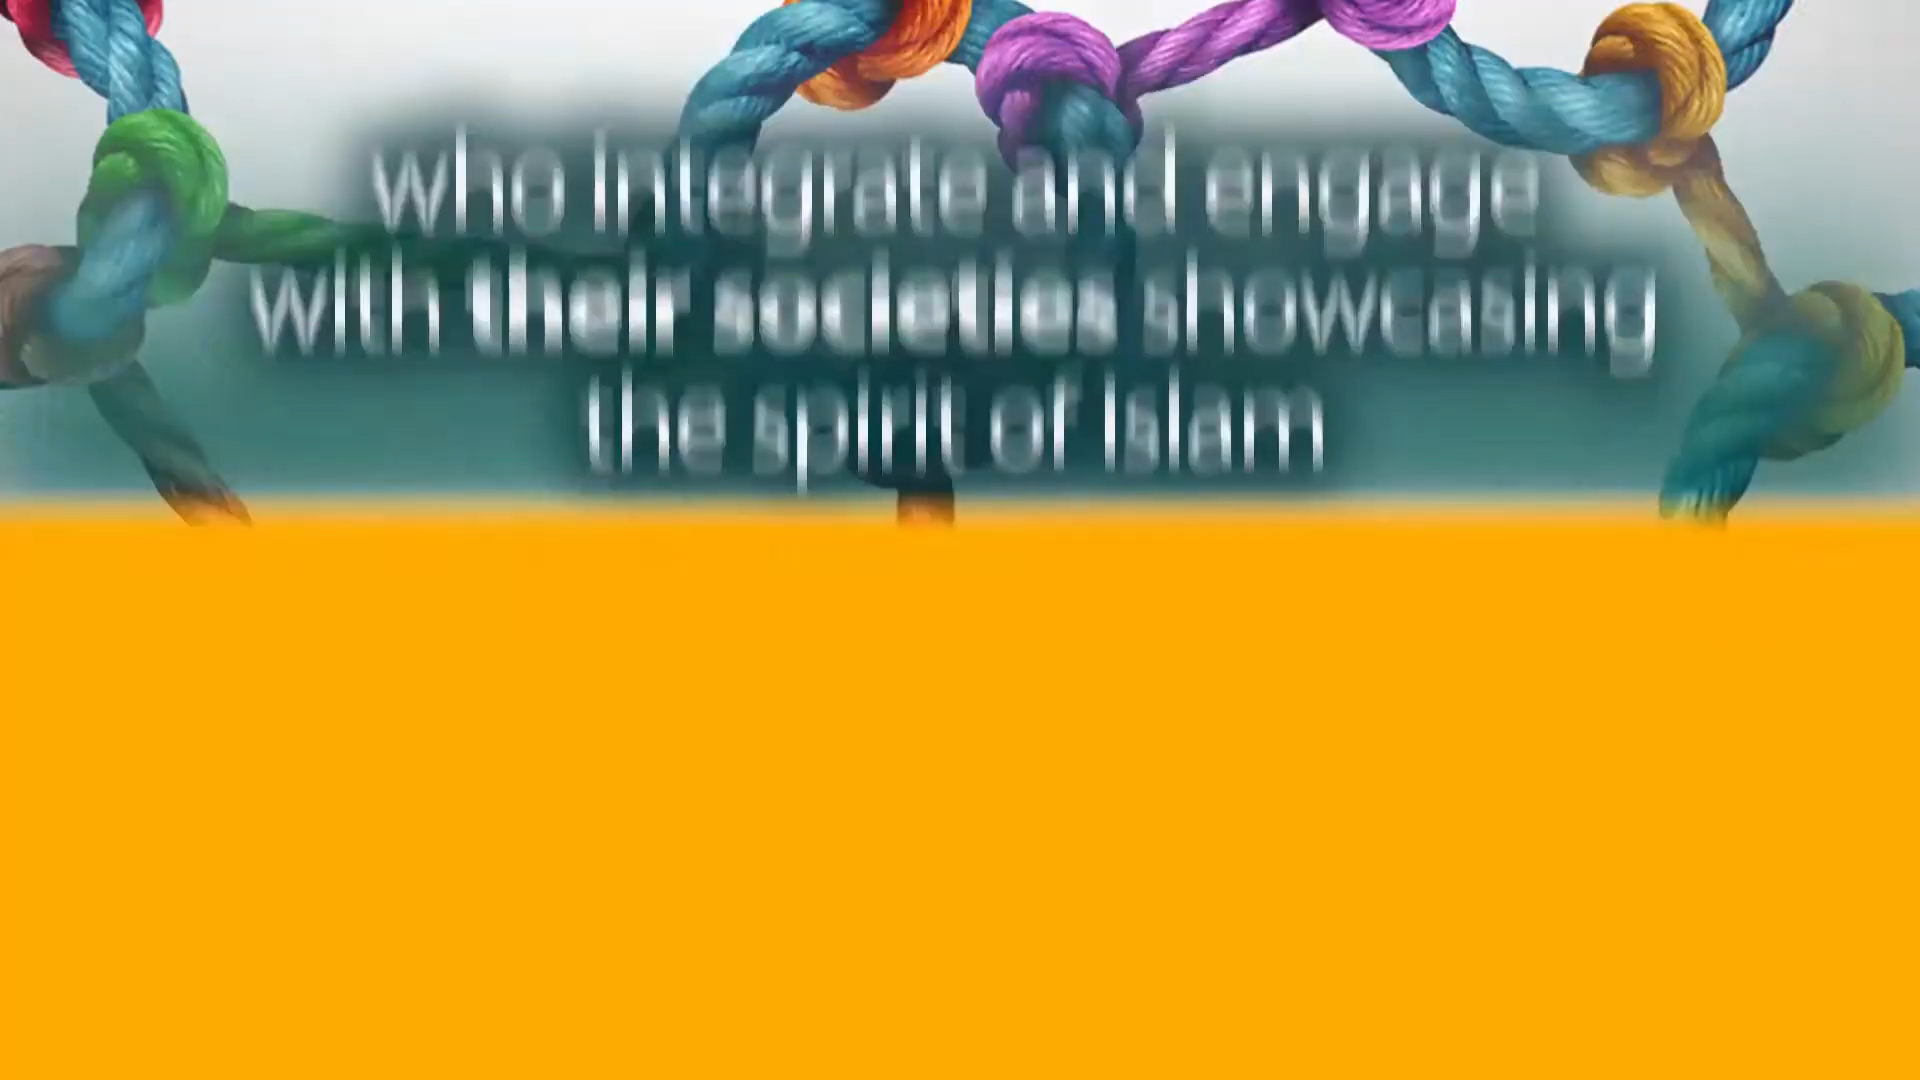 who integrate and engage
with their societies showcasing
the spirit of Islam